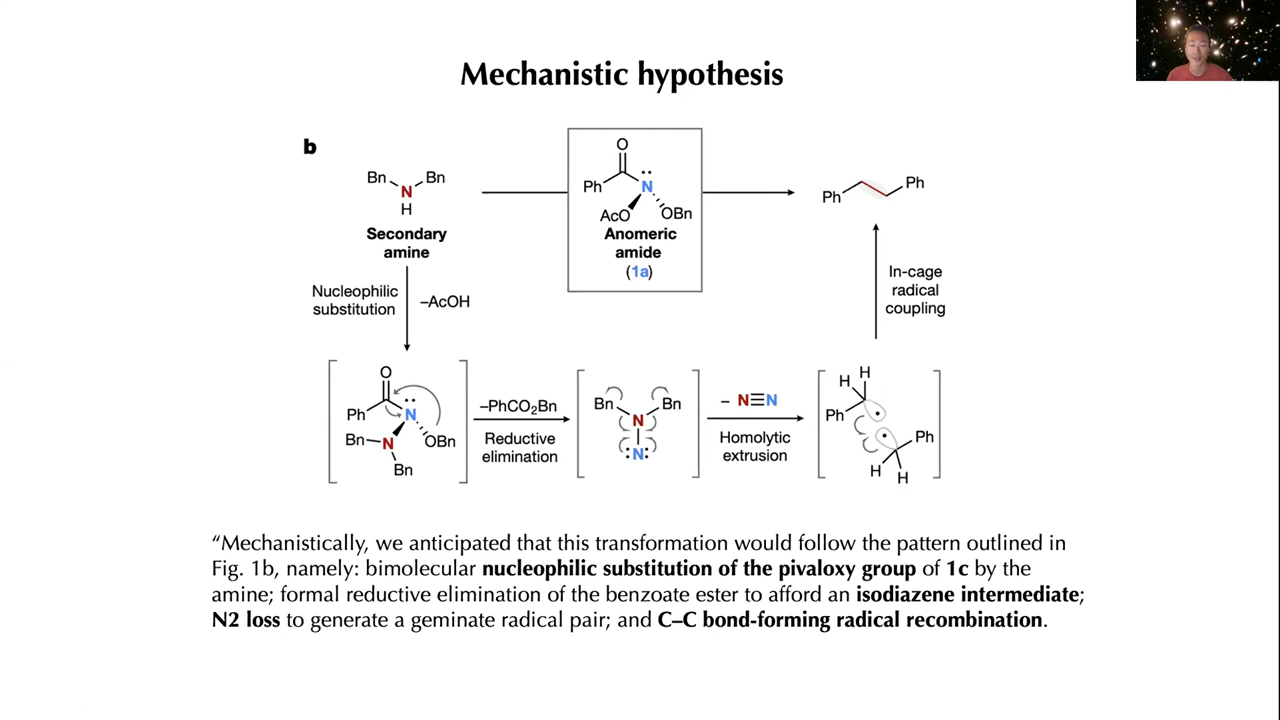 Mechanistic hypothesis
b
Bn Bn
N
H
Secondary
amine
O
Ph N
AcO OBn
Anomeric
amide
(1a)
Ph Ph
Nucleophilic
substitution
–AcOH
In-cage
radical
coupling
O
Ph N
Bn N OBn
Bn
–PhCO₂Bn
Reductive
elimination
Bn Bn
N
:N:
– N≡N
Homolytic
extrusion
H H
Ph
Ph
H H
“Mechanistically, we anticipated that this transformation would follow the pattern outlined in
Fig. 1b, namely: bimolecular nucleophilic substitution of the pivaloxy group of 1c by the
amine; formal reductive elimination of the benzoate ester to afford an isodiazene intermediate;
N2 loss to generate a geminate radical pair; and C–C bond-forming radical recombination.